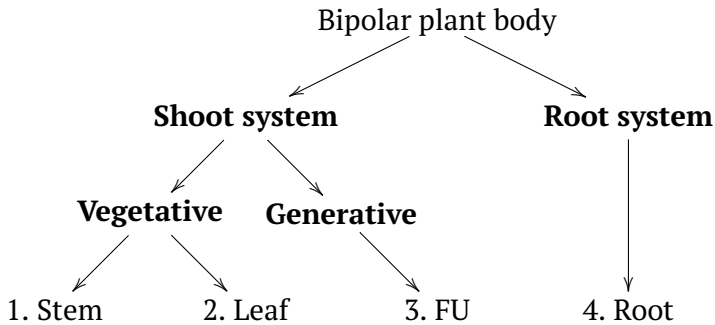 Bipolar plant body
Shoot system
Root system
Vegetative
Generative
1. Stem
2. Leaf
3. FU
4. Root